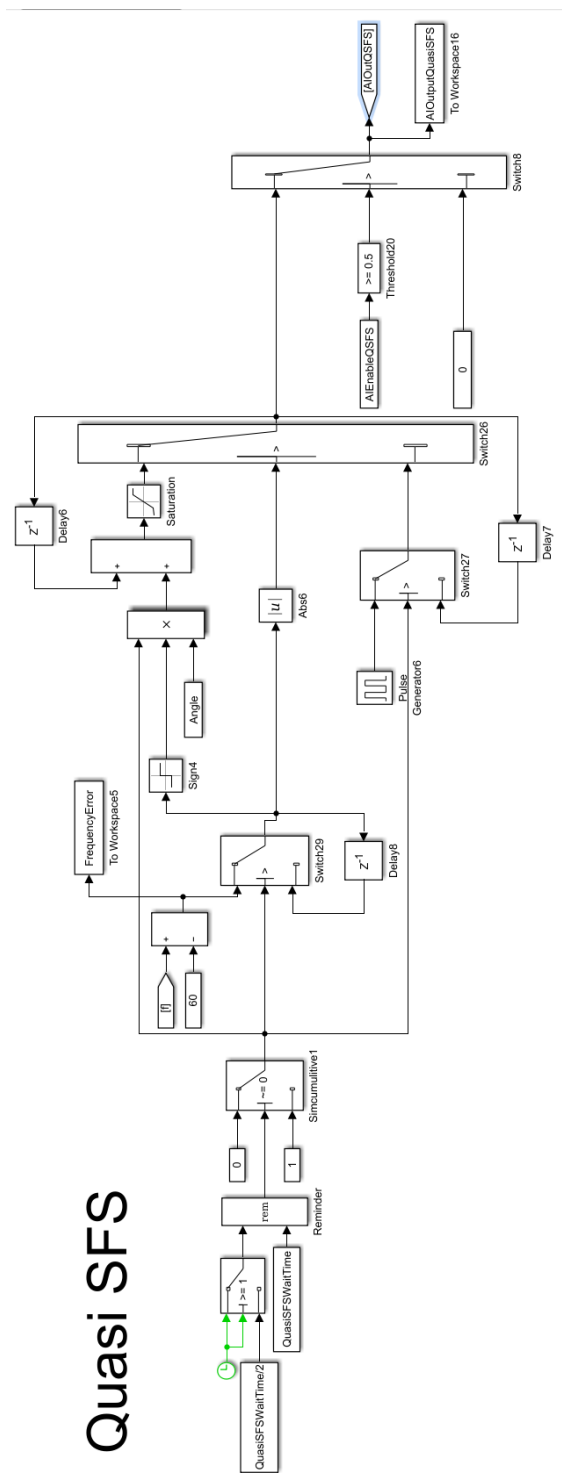 Quasi SFS
QuasiSFSWaitTime/2
>= 1
QuasiSFSWaitTime
rem
Reminder
0
~= 0
1
Simcumulitive1
[f]
60
+
−
FrequencyError
To Workspace5
>
Switch29
z-1
Delay8
Sign4
Angle
×
+
+
z-1
Delay6
Saturation
|u|
Abs6
Pulse
Generator6
>
Switch27
z-1
Delay7
>
Switch26
AIEnableQSFS
>= 0.5
Threshold20
0
>
Switch8
[AIOutQSFS]
AIOutputQuasiSFS
To Workspace16